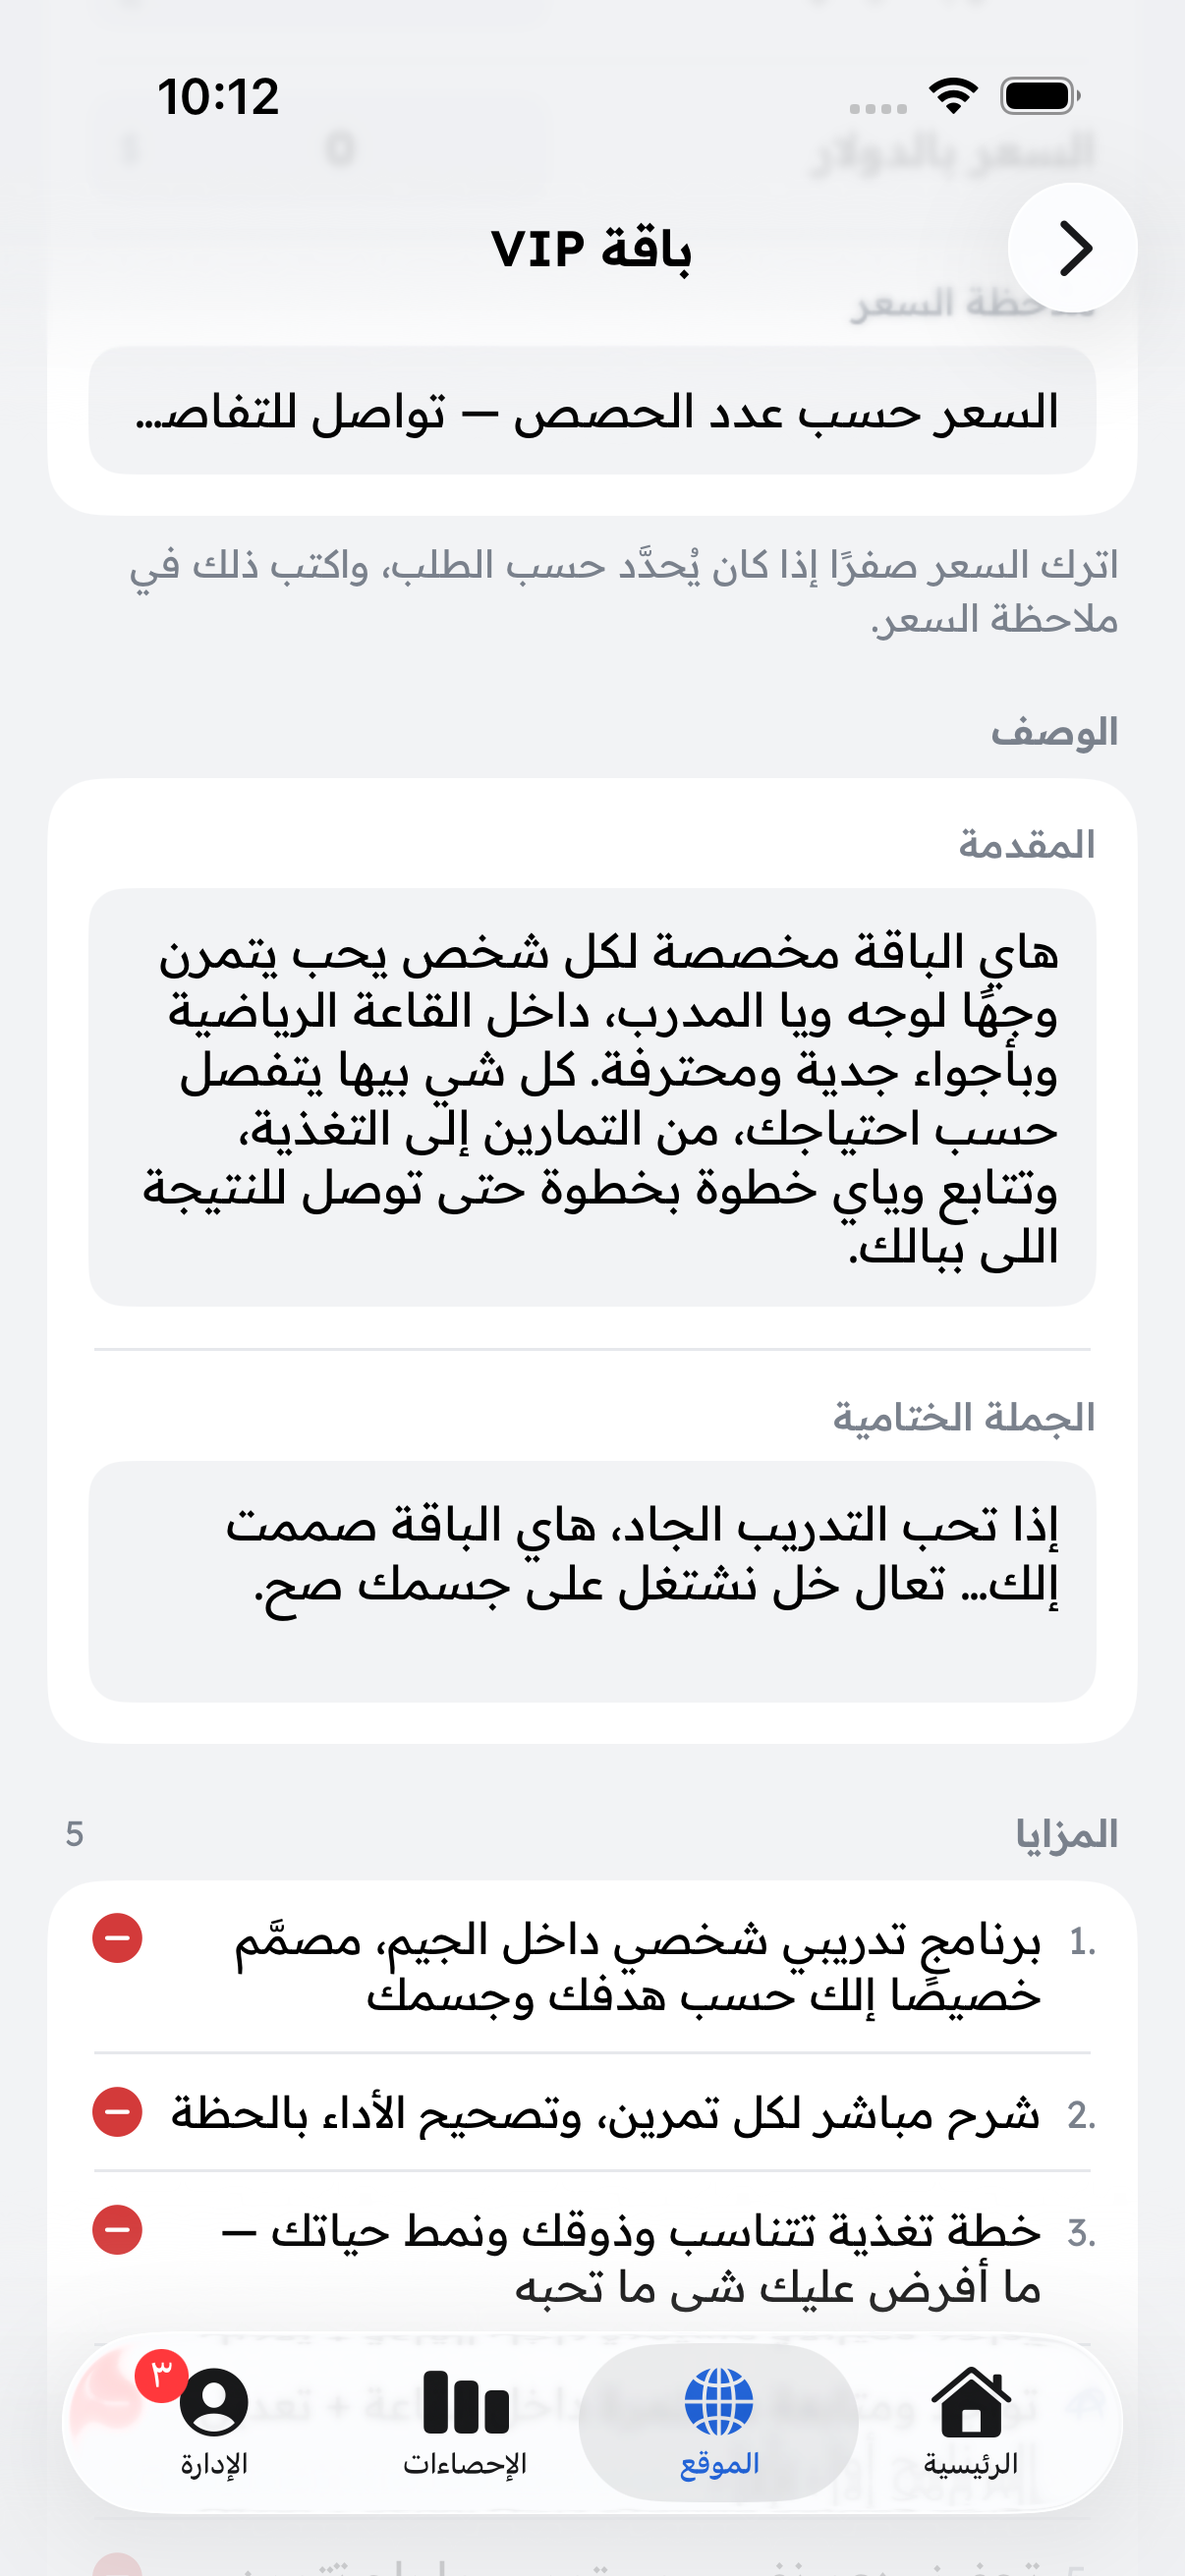 10:12
السعر بالدولار
0
$
باقة VIP
السعر
السعر حسب عدد الحصص — تواصل للتفاصـ...
اترك السعر صفرًا إذا كان يُحدَّد حسب الطلب، واكتب ذلك في
ملاحظة السعر.
الوصف
المقدمة
هاي الباقة مخصصة لكل شخص يحب يتمرن
وجهًا لوجه ويا المدرب، داخل القاعة الرياضية
وبأجواء جدية ومحترفة. كل شي بيها يتفصل
حسب احتياجك، من التمارين إلى التغذية،
وتتابع وياي خطوة بخطوة حتى توصل للنتيجة
اللي ببالك.
الجملة الختامية
إذا تحب التدريب الجاد، هاي الباقة صممت
إلك... تعال خل نشتغل على جسمك صح.
المزايا
5
1. برنامج تدريبي شخصي داخل الجيم، مصمَّم
خصيصًا إلك حسب هدفك وجسمك
2. شرح مباشر لكل تمرين، وتصحيح الأداء بالحظة
3. خطة تغذية تتناسب وذوقك ونمط حياتك —
ما أفرض عليك شي ما تحبه
الرئيسية
الموقع
الإحصاءات
الإدارة
٣